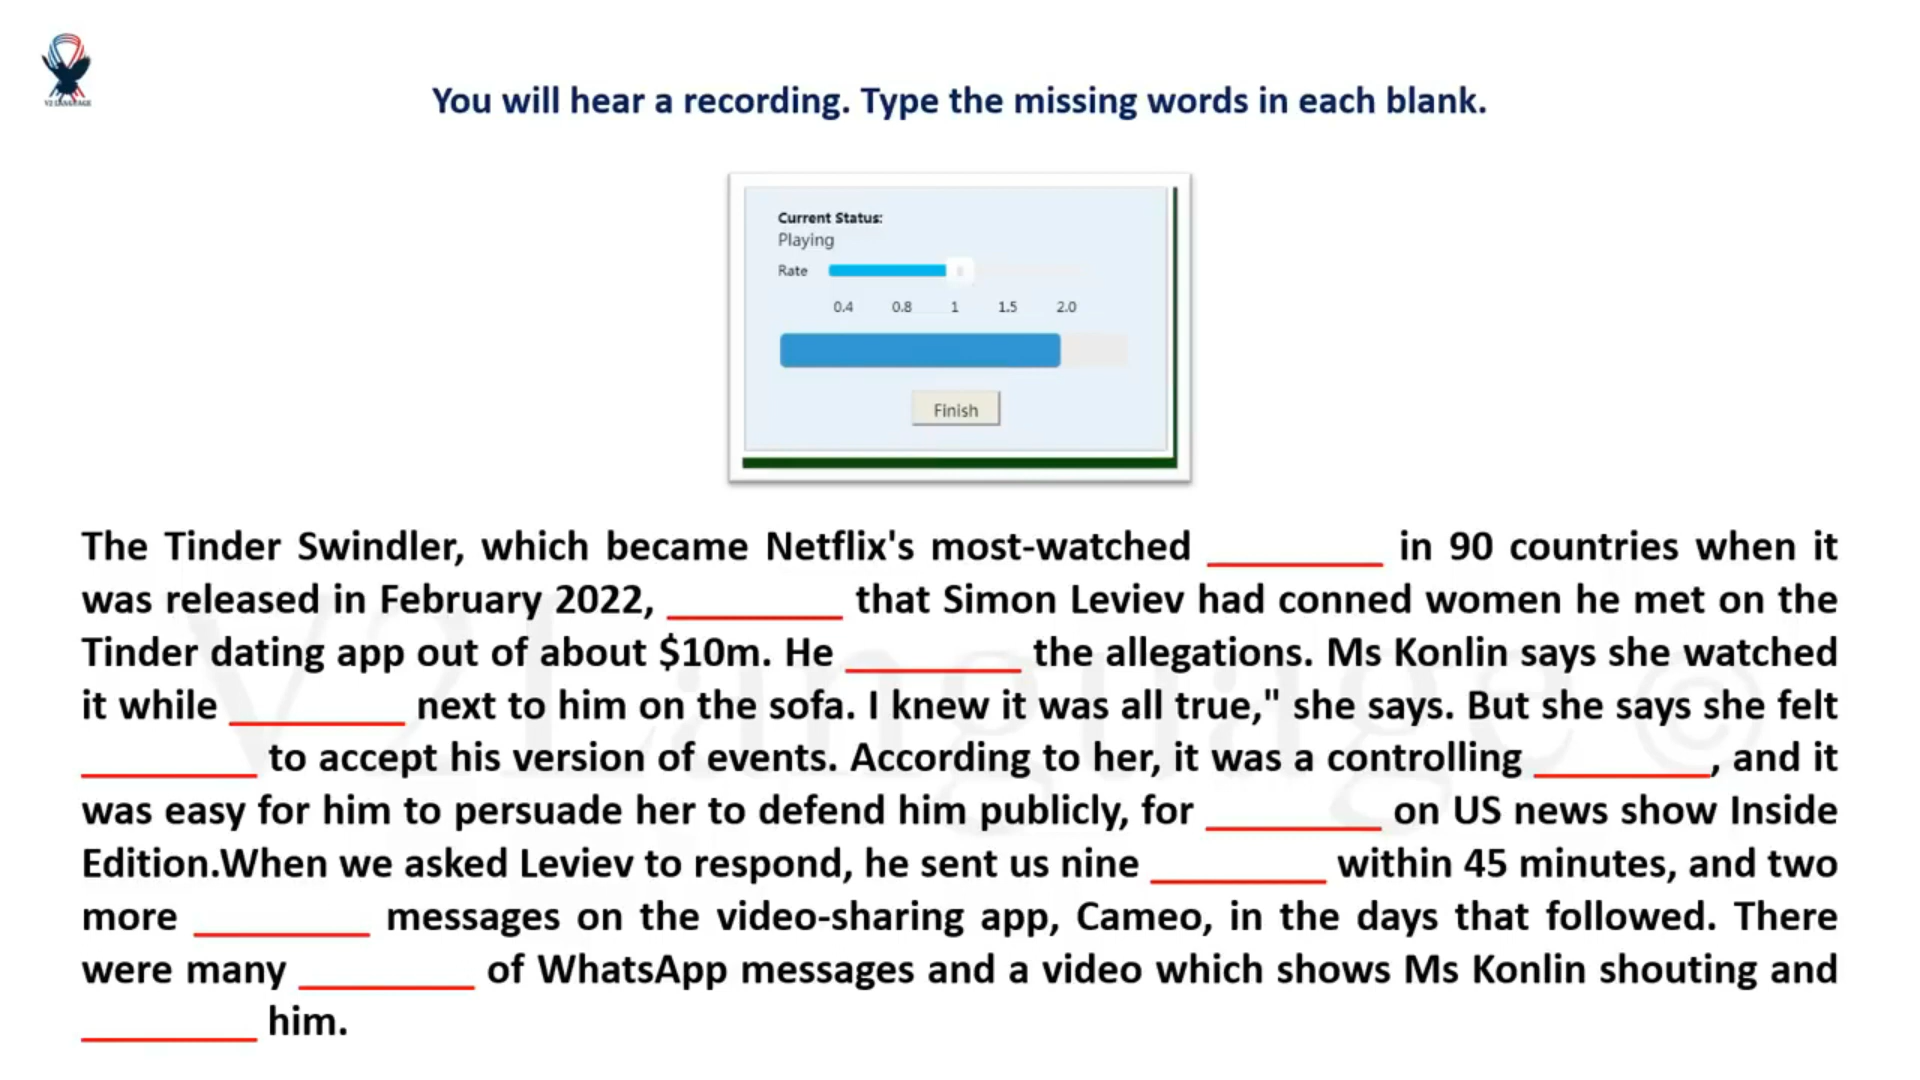 V2 LANGUAGE
You will hear a recording. Type the missing words in each blank.
Current Status:
Playing
Rate
0.4 0.8 1 1.5 2.0
Finish
The Tinder Swindler, which became Netflix's most-watched ________ in 90 countries when it
was released in February 2022, ________ that Simon Leviev had conned women he met on the
Tinder dating app out of about $10m. He ________ the allegations. Ms Konlin says she watched
it while ________ next to him on the sofa. I knew it was all true," she says. But she says she felt
________ to accept his version of events. According to her, it was a controlling ________, and it
was easy for him to persuade her to defend him publicly, for ________ on US news show Inside
Edition.When we asked Leviev to respond, he sent us nine ________ within 45 minutes, and two
more ________ messages on the video-sharing app, Cameo, in the days that followed. There
were many ________ of WhatsApp messages and a video which shows Ms Konlin shouting and
________ him.
V2Language ©